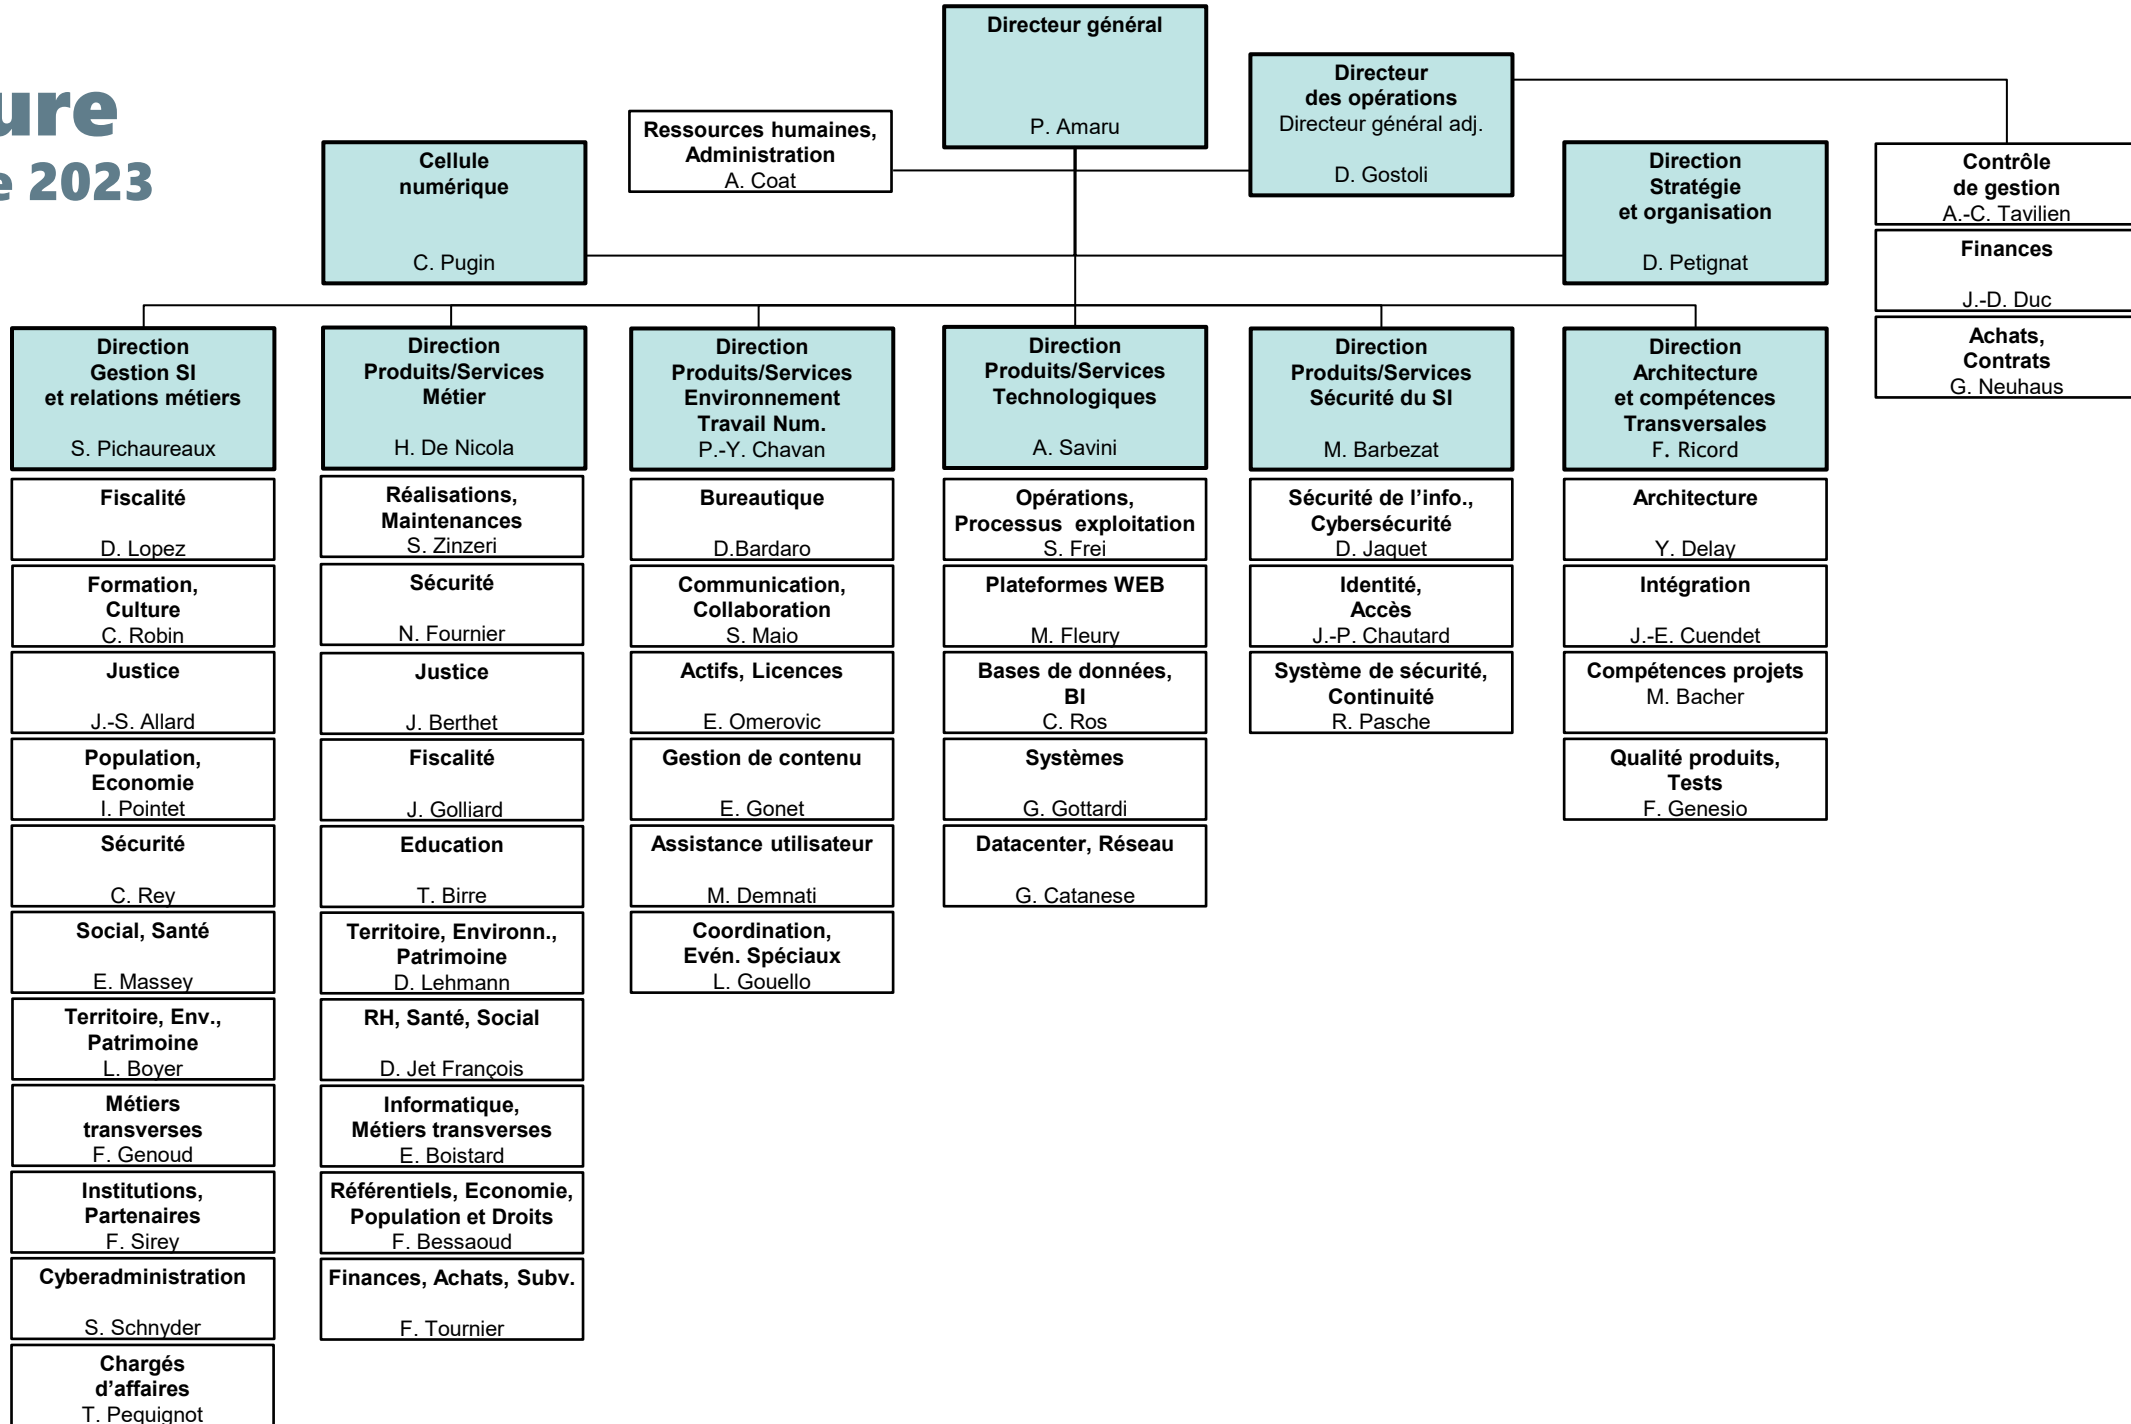 ure
e 2023
Directeur général
P. Amaru
Directeur
des opérations
Directeur général adj.
D. Gostoli
Ressources humaines,
Administration
A. Coat
Cellule
numérique
C. Pugin
Direction
Stratégie
et organisation
D. Petignat
Contrôle
de gestion
A.-C. Tavilien
Finances
J.-D. Duc
Achats,
Contrats
G. Neuhaus
Direction
Gestion SI
et relations métiers
S. Pichaureaux
Fiscalité
D. Lopez
Formation,
Culture
C. Robin
Justice
J.-S. Allard
Population,
Economie
I. Pointet
Sécurité
C. Rey
Social, Santé
E. Massey
Territoire, Env.,
Patrimoine
L. Boyer
Métiers
transverses
F. Genoud
Institutions,
Partenaires
F. Sirey
Cyberadministration
S. Schnyder
Chargés
d'affaires
T. Pequignot
Direction
Produits/Services
Métier
H. De Nicola
Réalisations,
Maintenances
S. Zinzeri
Sécurité
N. Fournier
Justice
J. Berthet
Fiscalité
J. Golliard
Education
T. Birre
Territoire, Environn.,
Patrimoine
D. Lehmann
RH, Santé, Social
D. Jet François
Informatique,
Métiers transverses
E. Boistard
Référentiels, Economie,
Population et Droits
F. Bessaoud
Finances, Achats, Subv.
F. Tournier
Direction
Produits/Services
Environnement
Travail Num.
P.-Y. Chavan
Bureautique
D.Bardaro
Communication,
Collaboration
S. Maio
Actifs, Licences
E. Omerovic
Gestion de contenu
E. Gonet
Assistance utilisateur
M. Demnati
Coordination,
Evén. Spéciaux
L. Gouello
Direction
Produits/Services
Technologiques
A. Savini
Opérations,
Processus exploitation
S. Frei
Plateformes WEB
M. Fleury
Bases de données,
BI
C. Ros
Systèmes
G. Gottardi
Datacenter, Réseau
G. Catanese
Direction
Produits/Services
Sécurité du SI
M. Barbezat
Sécurité de l'info.,
Cybersécurité
D. Jaquet
Identité,
Accès
J.-P. Chautard
Système de sécurité,
Continuité
R. Pasche
Direction
Architecture
et compétences
Transversales
F. Ricord
Architecture
Y. Delay
Intégration
J.-E. Cuendet
Compétences projets
M. Bacher
Qualité produits,
Tests
F. Genesio